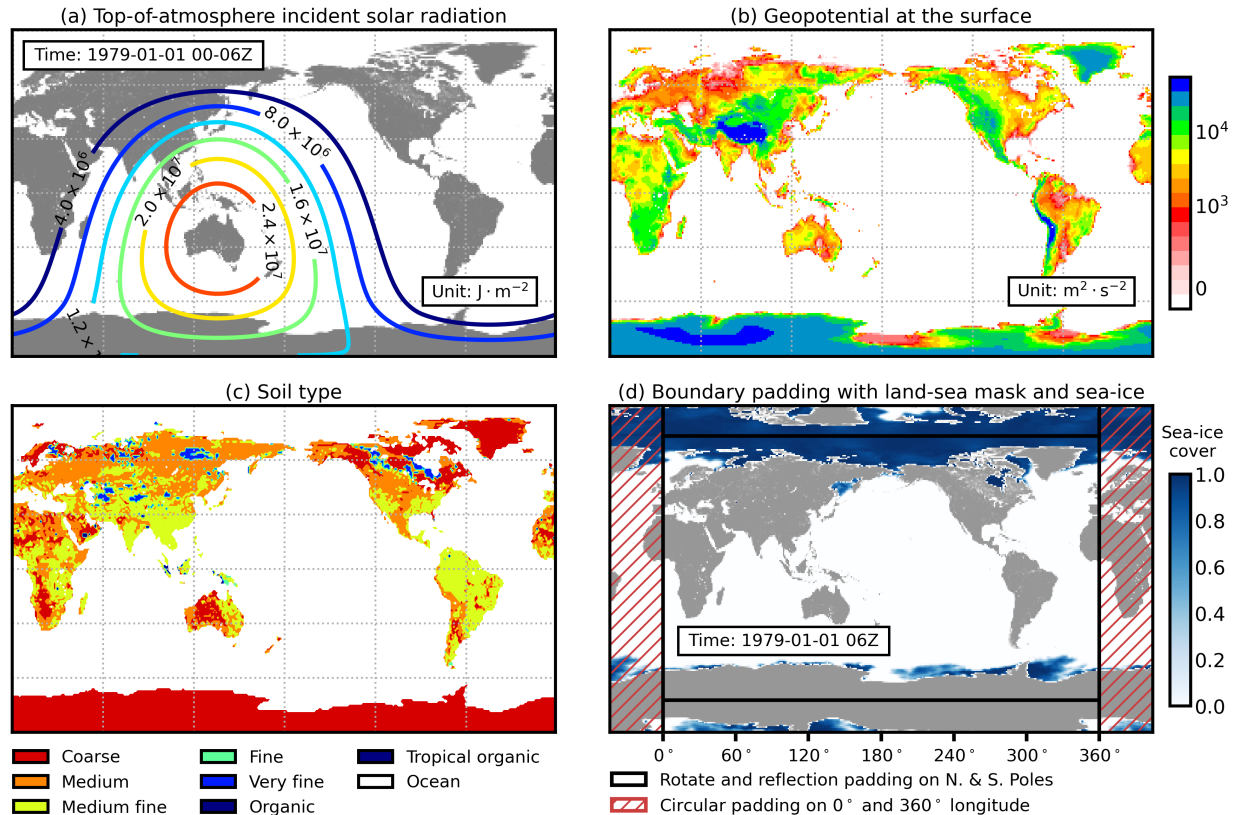 (a) Top-of-atmosphere incident solar radiation
Time: 1979-01-01 00-06Z
8.0 × 10⁶
4.0 × 10⁶
2.0 × 10⁷
1.6 × 10⁷
2.4 × 10⁷
Unit: J · m⁻²
(b) Geopotential at the surface
10⁴
10³
0
Unit: m² · s⁻²
(c) Soil type
Coarse
Medium
Medium fine
Fine
Very fine
Organic
Tropical organic
Ocean
(d) Boundary padding with land-sea mask and sea-ice
Sea-ice
cover
1.0
0.8
0.6
0.4
0.2
0.0
Time: 1979-01-01 06Z
0° 60° 120° 180° 240° 300° 360°
Rotate and reflection padding on N. & S. Poles
Circular padding on 0° and 360° longitude